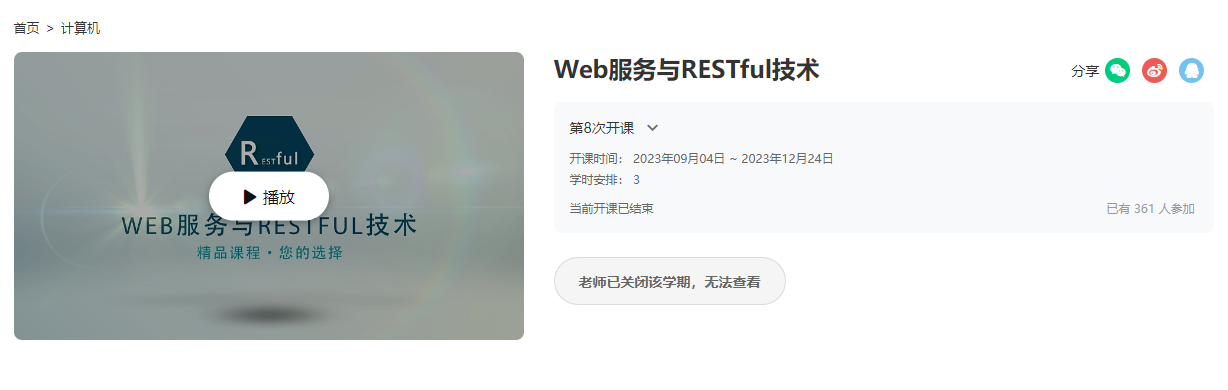 首页 > 计算机
RESTful
播放
WEB服务与RESTFUL技术
精品课程·您的选择
Web服务与RESTful技术
分享
第8次开课
开课时间： 2023年09月04日 ~ 2023年12月24日
学时安排： 3
当前开课已结束
已有 361 人参加
老师已关闭该学期，无法查看